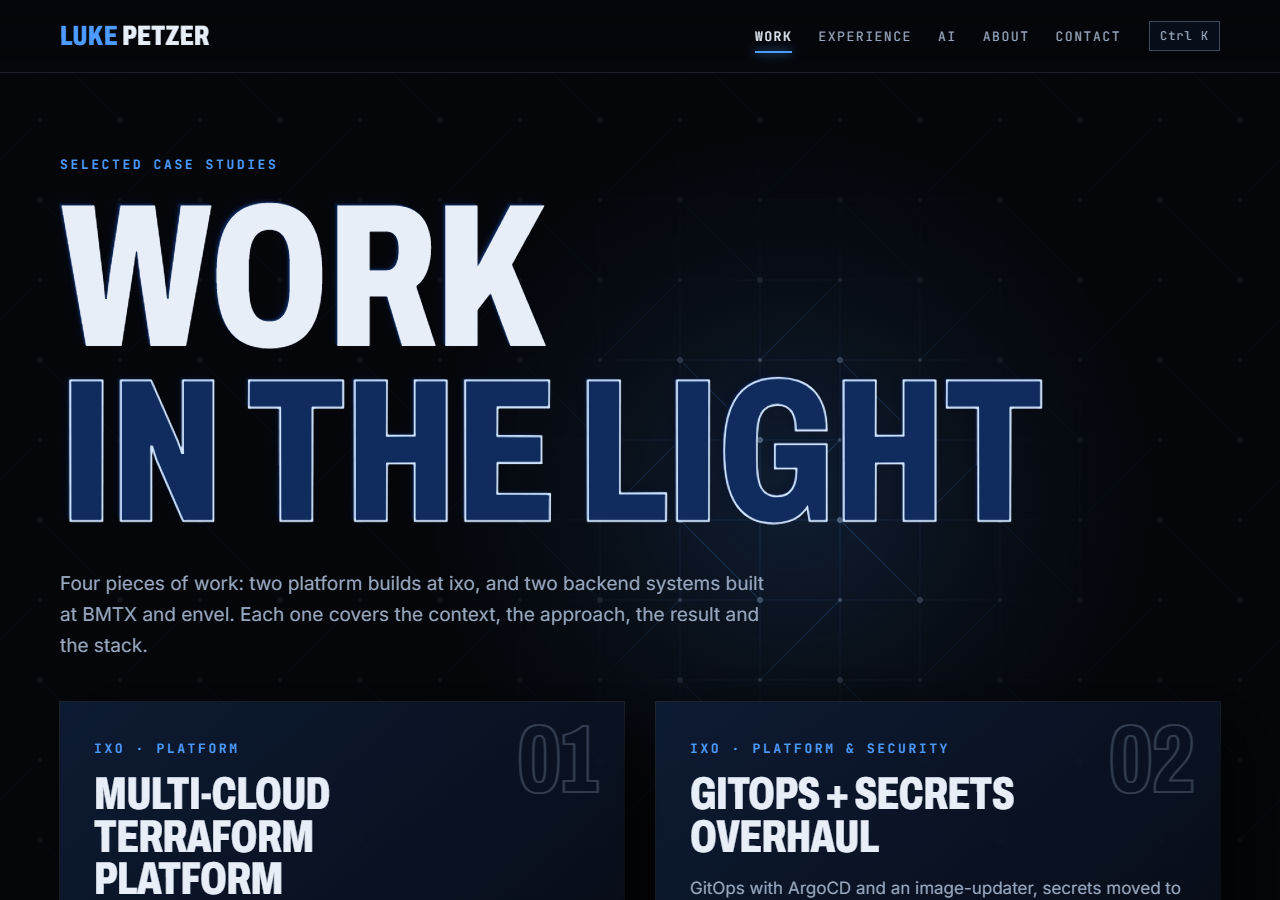 LUKE PETZER
WORK EXPERIENCE AI ABOUT CONTACT Ctrl K
SELECTED CASE STUDIES
WORK
IN THE LIGHT
Four pieces of work: two platform builds at ixo, and two backend systems built
at BMTX and envel. Each one covers the context, the approach, the result and
the stack.
01
IXO · PLATFORM
MULTI-CLOUD
TERRAFORM
PLATFORM
02
IXO · PLATFORM & SECURITY
GITOPS + SECRETS
OVERHAUL
GitOps with ArgoCD and an image-updater, secrets moved to